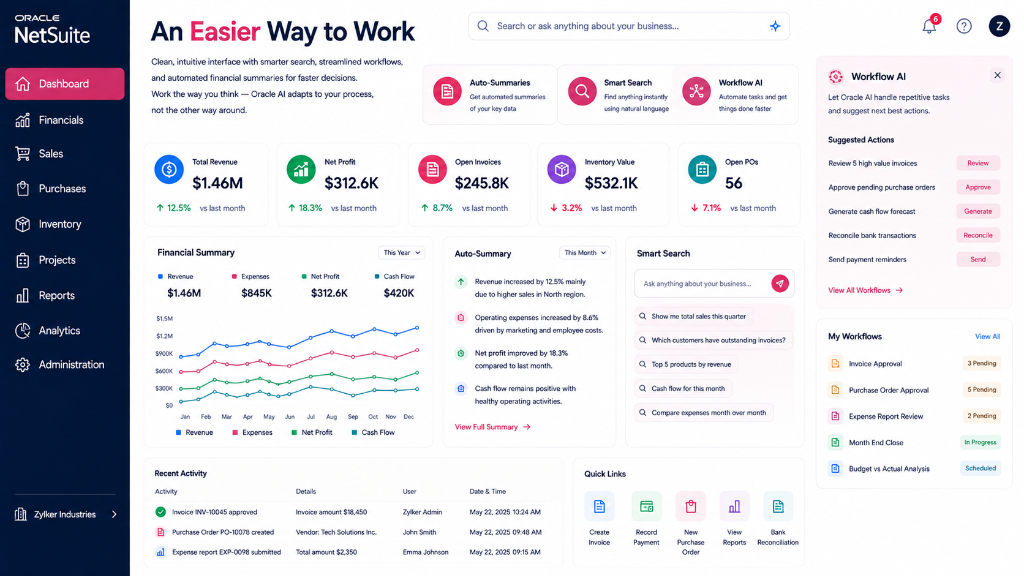 ORACLE
NetSuite
Dashboard
Financials
Sales
Purchases
Inventory
Projects
Reports
Analytics
Administration
Zylker Industries
An Easier Way to Work
Clean, intuitive interface with smarter search, streamlined workflows,
and automated financial summaries for faster decisions.
Work the way you think — Oracle AI adapts to your process,
not the other way around.
Search or ask anything about your business...
6
?
Z
Auto-Summaries
Get automated summaries
of your key data
Smart Search
Find anything instantly
using natural language
Workflow AI
Automate tasks and get
things done faster
Total Revenue
$1.46M
12.5% vs last month
Net Profit
$312.6K
18.3% vs last month
Open Invoices
$245.8K
8.7% vs last month
Inventory Value
$532.1K
3.2% vs last month
Open POs
56
7.1% vs last month
Financial Summary
This Year
Revenue
$1.46M
Expenses
$845K
Net Profit
$312.6K
Cash Flow
$420K
$1.5M
$1.2M
$900K
$600K
$300K
$0
Jan Feb Mar Apr May Jun Jul Aug Sep Oct Nov Dec
Revenue Expenses Net Profit Cash Flow
Auto-Summary
This Month
Revenue increased by 12.5% mainly
due to higher sales in North region.
Operating expenses increased by 8.6%
driven by marketing and employee costs.
Net profit improved by 18.3%
compared to last month.
Cash flow remains positive with
healthy operating activities.
View Full Summary
Smart Search
Ask anything about your business...
Show me total sales this quarter
Which customers have outstanding invoices?
Top 5 products by revenue
Cash flow for this month
Compare expenses month over month
Recent Activity
Activity Details User Date & Time
Invoice INV-10045 approved Invoice amount $18,450 Zylker Admin May 22, 2025 10:24 AM
Purchase Order PO-10078 created Vendor: Tech Solutions Inc. John Smith May 22, 2025 09:48 AM
Expense report EXP-0098 submitted Total amount $2,350 Emma Johnson May 22, 2025 09:15 AM
Quick Links
Create
Invoice
Record
Payment
New
Purchase
Order
View
Reports
Bank
Reconciliation
Workflow AI
Let Oracle AI handle repetitive tasks
and suggest next best actions.
Suggested Actions
Review 5 high value invoices Review
Approve pending purchase orders Approve
Generate cash flow forecast Generate
Reconcile bank transactions Reconcile
Send payment reminders Send
View All Workflows
My Workflows View All
Invoice Approval 3 Pending
Purchase Order Approval 5 Pending
Expense Report Review 2 Pending
Month End Close In Progress
Budget vs Actual Analysis Scheduled